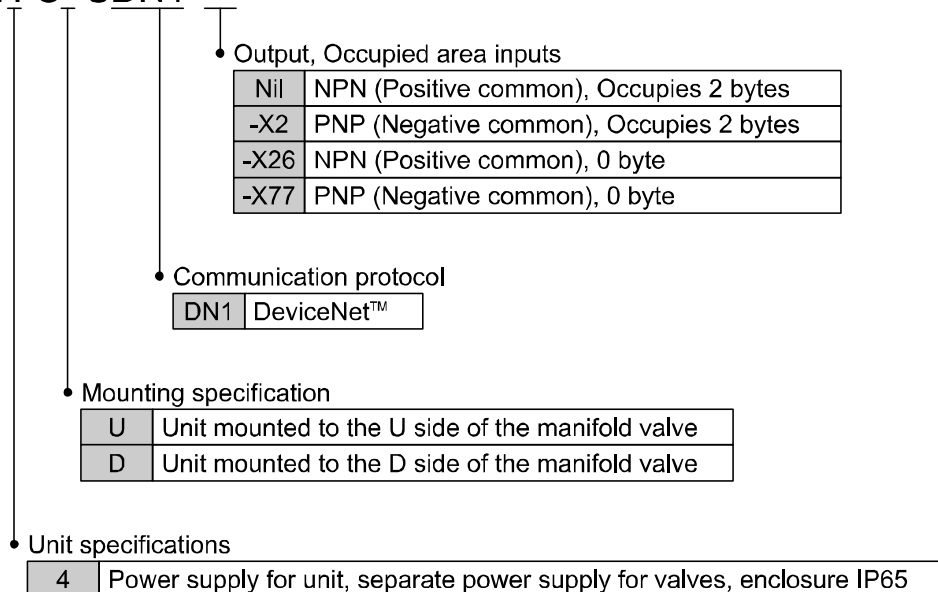 Output, Occupied area inputs
Nil NPN (Positive common), Occupies 2 bytes
-X2 PNP (Negative common), Occupies 2 bytes
-X26 NPN (Positive common), 0 byte
-X77 PNP (Negative common), 0 byte
Communication protocol
DN1 DeviceNet™
Mounting specification
U Unit mounted to the U side of the manifold valve
D Unit mounted to the D side of the manifold valve
Unit specifications
4 Power supply for unit, separate power supply for valves, enclosure IP65